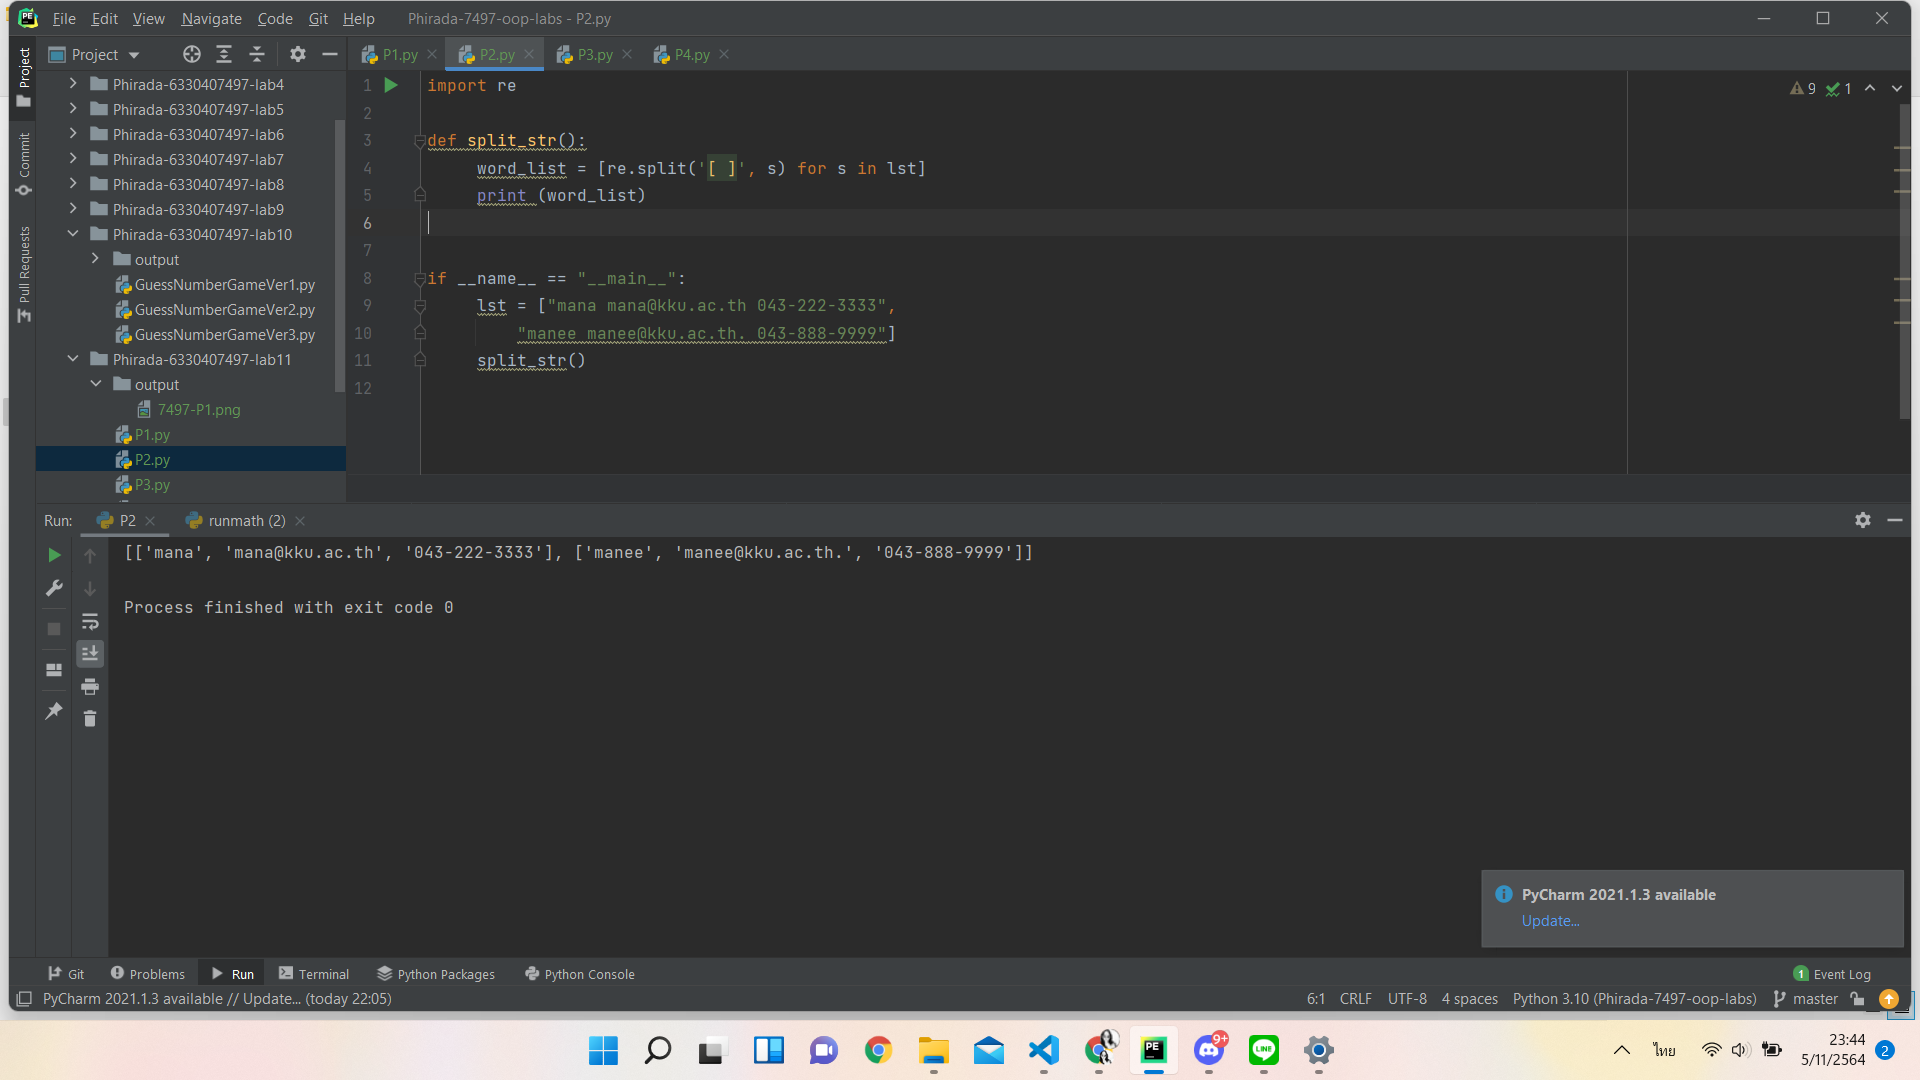 File Edit View Navigate Code Git Help Phirada-7497-oop-labs - P2.py
Project
P1.py P2.py P3.py P4.py
Project
Commit
Pull Requests
Phirada-6330407497-lab4
Phirada-6330407497-lab5
Phirada-6330407497-lab6
Phirada-6330407497-lab7
Phirada-6330407497-lab8
Phirada-6330407497-lab9
Phirada-6330407497-lab10
output
GuessNumberGameVer1.py
GuessNumberGameVer2.py
GuessNumberGameVer3.py
Phirada-6330407497-lab11
output
7497-P1.png
P1.py
P2.py
P3.py
9 1
1 import re
2
3 def split_str():
4 word_list = [re.split('[ ]', s) for s in lst]
5 print (word_list)
6
7
8 if __name__ == "__main__":
9 lst = ["mana mana@kku.ac.th 043-222-3333",
10 "manee manee@kku.ac.th. 043-888-9999"]
11 split_str()
12
Run: P2 runmath (2)
[['mana', 'mana@kku.ac.th', '043-222-3333'], ['manee', 'manee@kku.ac.th.', '043-888-9999']]
Process finished with exit code 0
PyCharm 2021.1.3 available
Update...
Git Problems Run Terminal Python Packages Python Console 1 Event Log
PyCharm 2021.1.3 available // Update... (today 22:05) 6:1 CRLF UTF-8 4 spaces Python 3.10 (Phirada-7497-oop-labs) master
PE 9+ LINE ไทย 23:44
5/11/2564 2